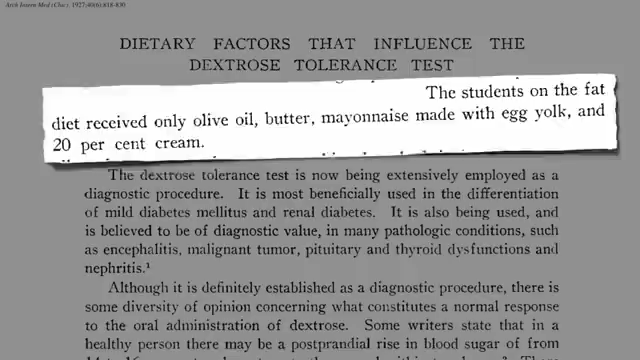 Arch Intern Med (Chic). 1927;40(6):818-830
DIETARY FACTORS THAT INFLUENCE THE
DEXTROSE TOLERANCE TEST
The students on the fat
diet received only olive oil, butter, mayonnaise made with egg yolk, and
20 per cent cream.
The dextrose tolerance test is now being extensively employed as a
diagnostic procedure. It is most beneficially used in the differentiation
of mild diabetes mellitus and renal diabetes. It is also being used, and
is believed to be of diagnostic value, in many pathologic conditions, such
as encephalitis, malignant tumor, pituitary and thyroid dysfunctions and
nephritis.¹
Although it is definitely established as a diagnostic procedure, there is
some diversity of opinion concerning what constitutes a normal response
to the oral administration of dextrose. Some writers state that in a
healthy person there may be a postprandial rise in blood sugar of from